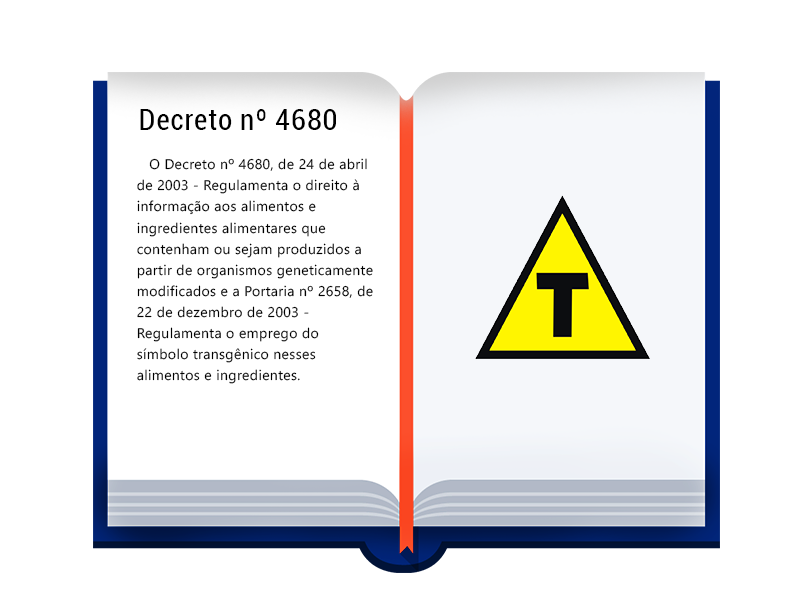 Decreto nº 4680
O Decreto nº 4680, de 24 de abril
de 2003 - Regulamenta o direito à
informação aos alimentos e
ingredientes alimentares que
contenham ou sejam produzidos a
partir de organismos geneticamente
modificados e a Portaria nº 2658, de
22 de dezembro de 2003 -
Regulamenta o emprego do
símbolo transgênico nesses
alimentos e ingredientes.
T